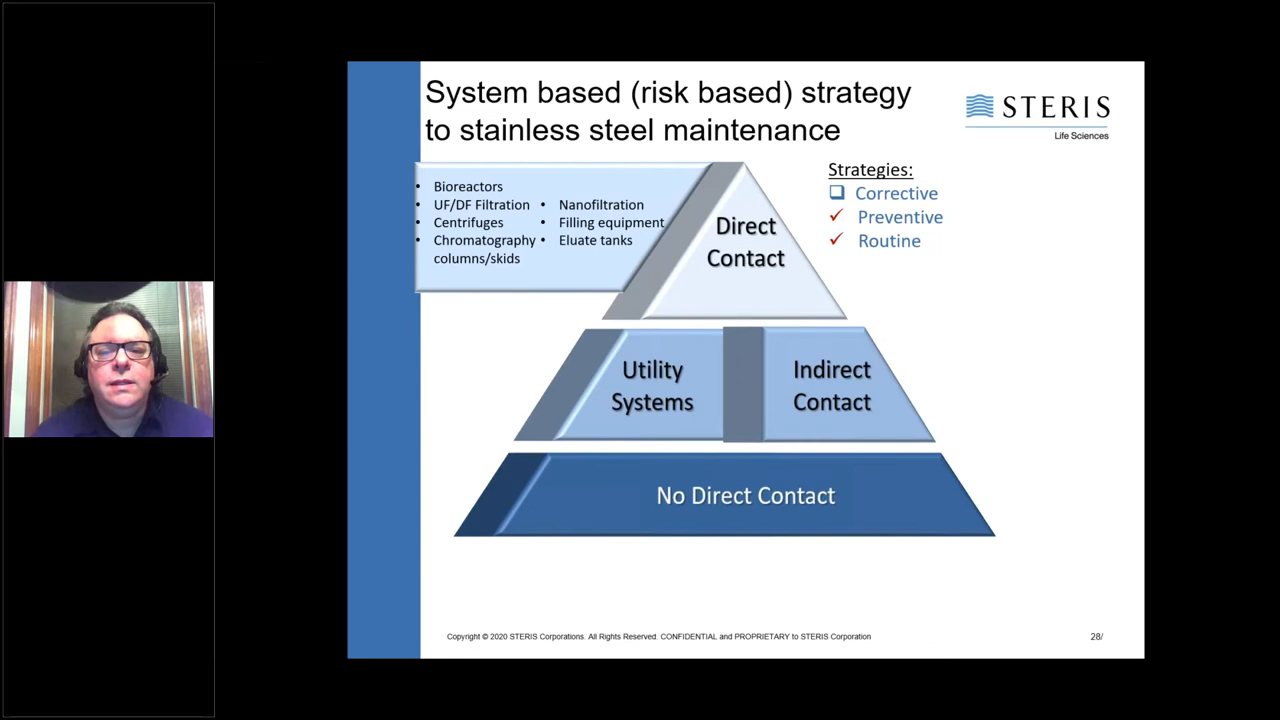 System based (risk based) strategy
to stainless steel maintenance
STERIS
Life Sciences
• Bioreactors
• UF/DF Filtration
• Centrifuges
• Chromatography
columns/skids
• Nanofiltration
• Filling equipment
• Eluate tanks
Direct
Contact
Strategies:
❑ Corrective
✓ Preventive
✓ Routine
Utility
Systems
Indirect
Contact
No Direct Contact
Copyright © 2020 STERIS Corporations. All Rights Reserved. CONFIDENTIAL and PROPRIETARY to STERIS Corporation
28/